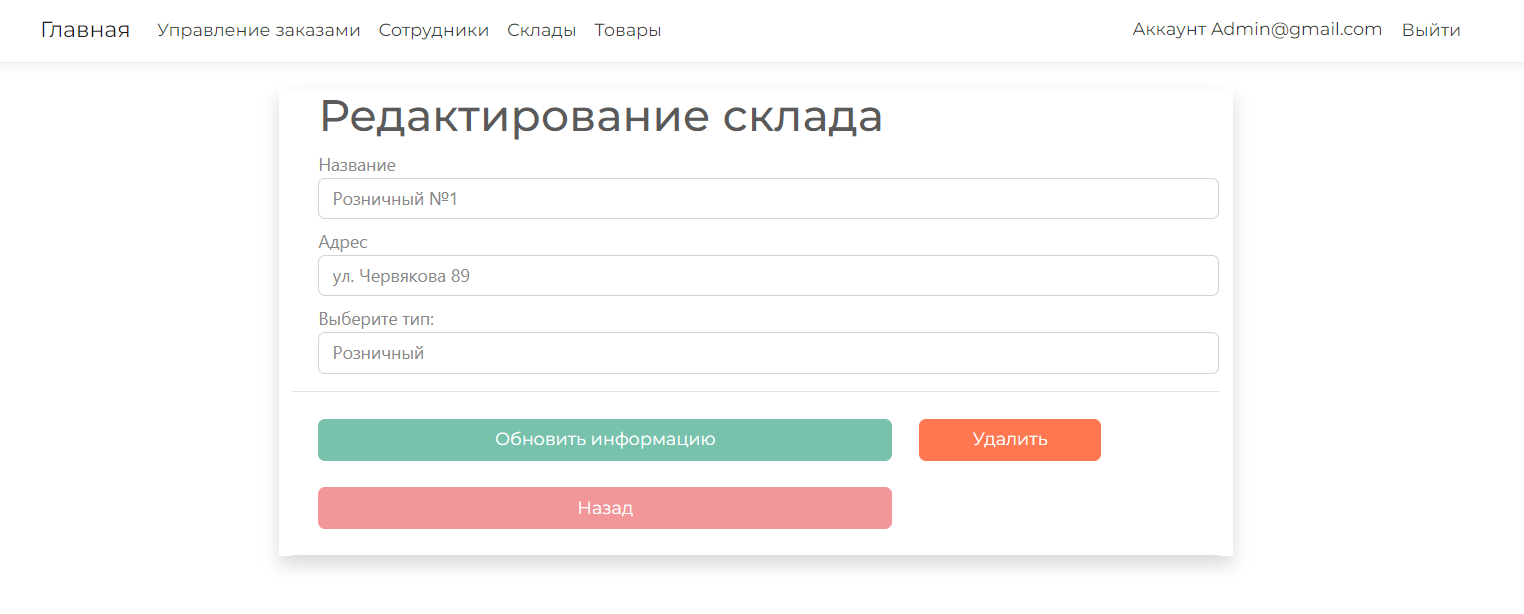 Главная Управление заказами Сотрудники Склады Товары Аккаунт Admin@gmail.com Выйти
Редактирование склада
Название
Розничный №1
Адрес
ул. Червякова 89
Выберите тип:
Розничный
Обновить информацию Удалить
Назад